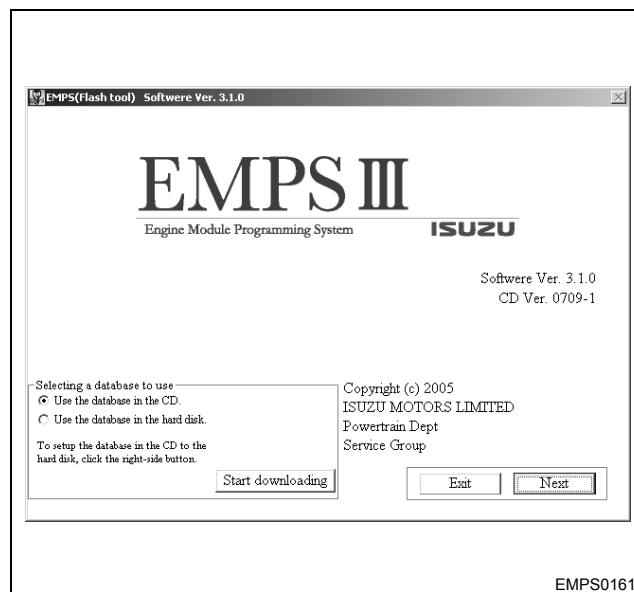 EMPS(Flash tool) Softwere Ver. 3.1.0
EMPS III
Engine Module Programming System
ISUZU
Softwere Ver. 3.1.0
CD Ver. 0709-1
Selecting a database to use
Use the database in the CD.
Use the database in the hard disk.
To setup the database in the CD to the
hard disk, click the right-side button.
Start downloading
Copyright (c) 2005
ISUZU MOTORS LIMITED
Powertrain Dept
Service Group
Exit
Next
EMPS0161